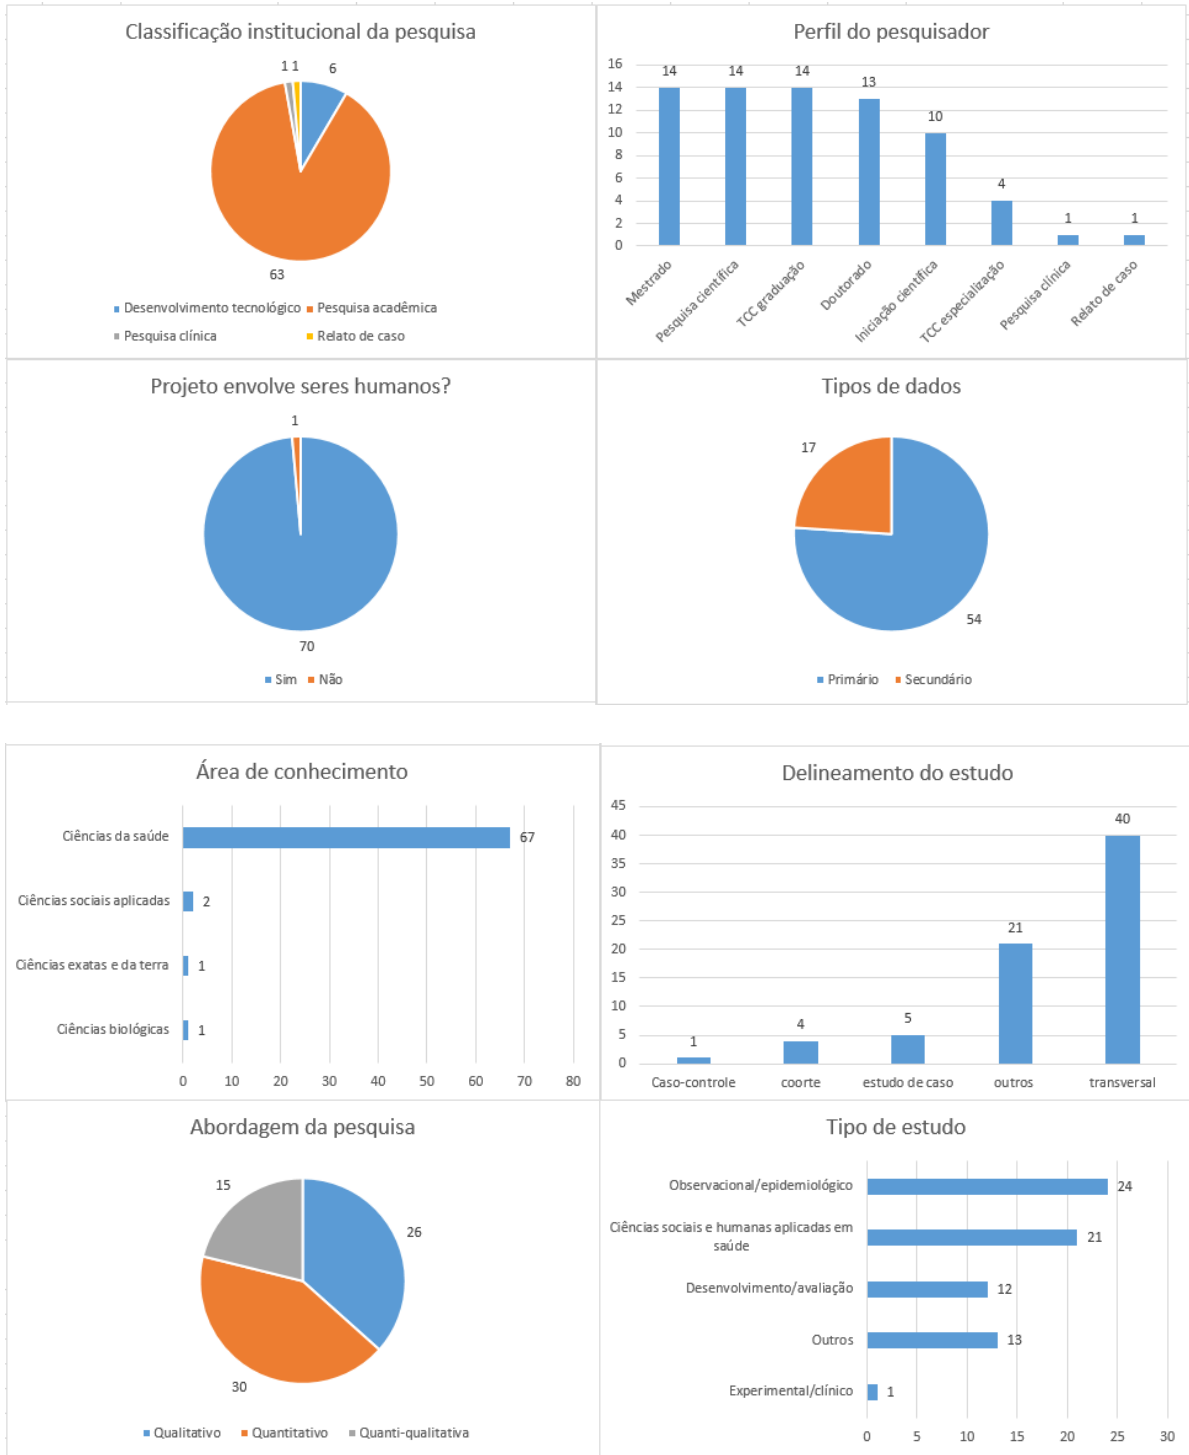 Classificação institucional da pesquisa
1 1 6
63
Desenvolvimento tecnológico Pesquisa acadêmica
Pesquisa clínica Relato de caso
Perfil do pesquisador
16
14
12
10
8
6
4
2
0
14 14 14 13 10 4 1 1
Mestrado
Pesquisa científica
TCC graduação
Doutorado
Iniciação científica
TCC especialização
Pesquisa clínica
Relato de caso
Projeto envolve seres humanos?
1
70
Sim Não
Tipos de dados
17
54
Primário Secundário
Área de conhecimento
Ciências da saúde 67
Ciências sociais aplicadas 2
Ciências exatas e da terra 1
Ciências biológicas 1
0 10 20 30 40 50 60 70 80
Delineamento do estudo
45
40
35
30
25
20
15
10
5
0
1 4 5 21 40
Caso-controle coorte estudo de caso outros transversal
Abordagem da pesquisa
15
26
30
Qualitativo Quantitativo Quanti-qualitativa
Tipo de estudo
Observacional/epidemiológico 24
Ciências sociais e humanas aplicadas em
saúde 21
Desenvolvimento/avaliação 12
Outros 13
Experimental/clínico 1
0 5 10 15 20 25 30